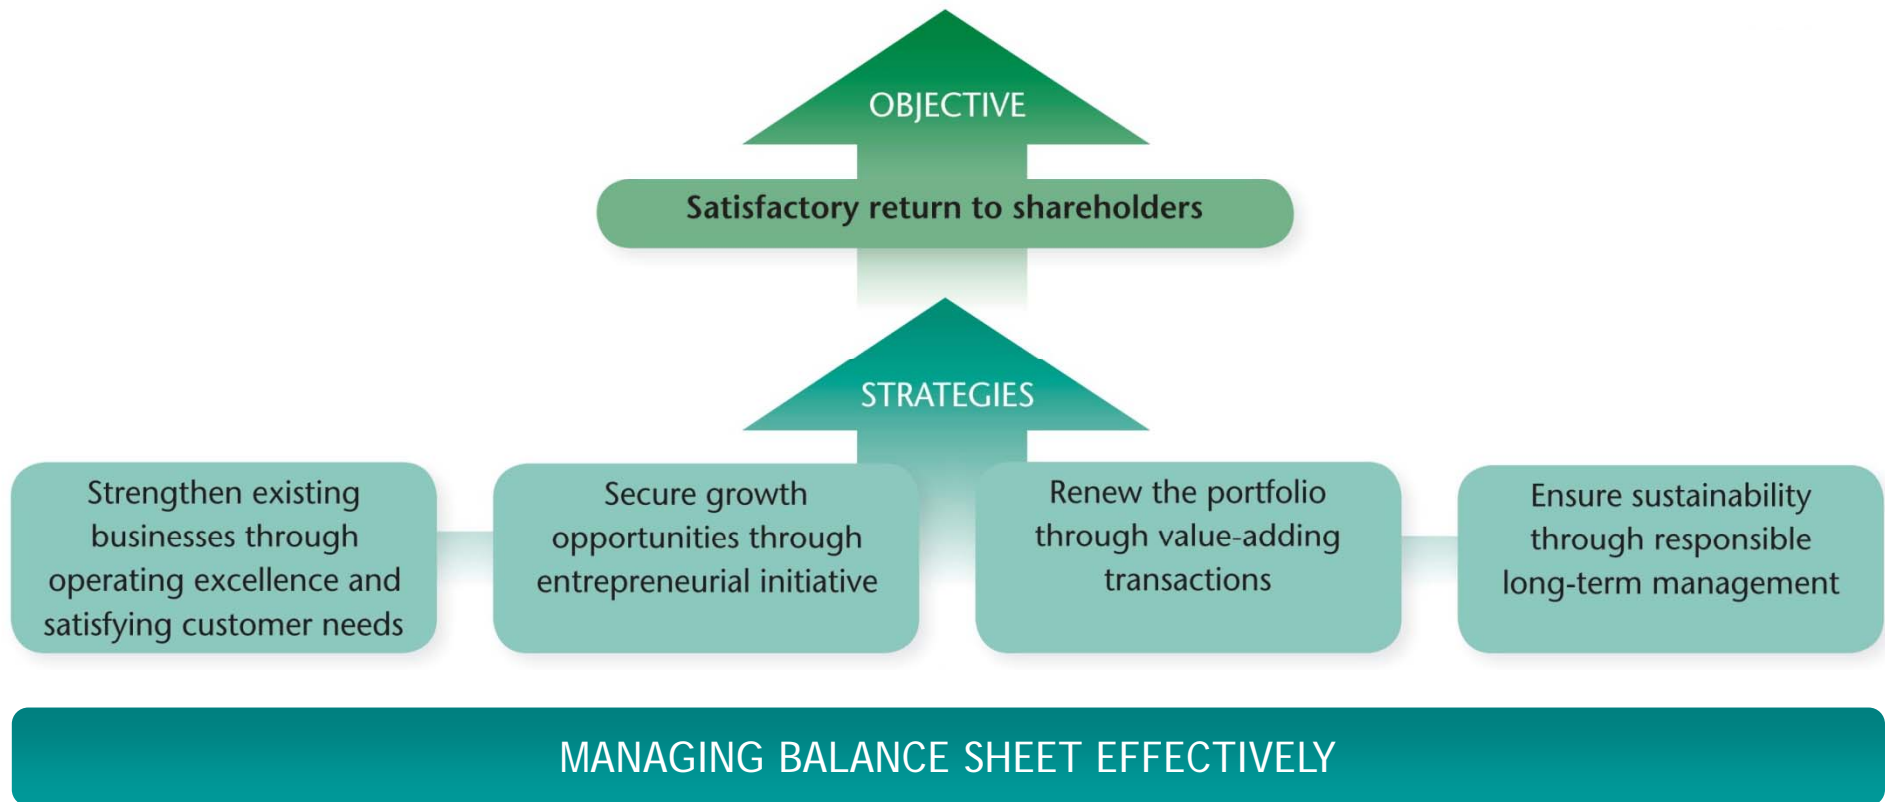 OBJECTIVE
Satisfactory return to shareholders
STRATEGIES
Strengthen existing
businesses through
operating excellence and
satisfying customer needs
Secure growth
opportunities through
entrepreneurial initiative
Renew the portfolio
through value-adding
transactions
Ensure sustainability
through responsible
long-term management
MANAGING BALANCE SHEET EFFECTIVELY